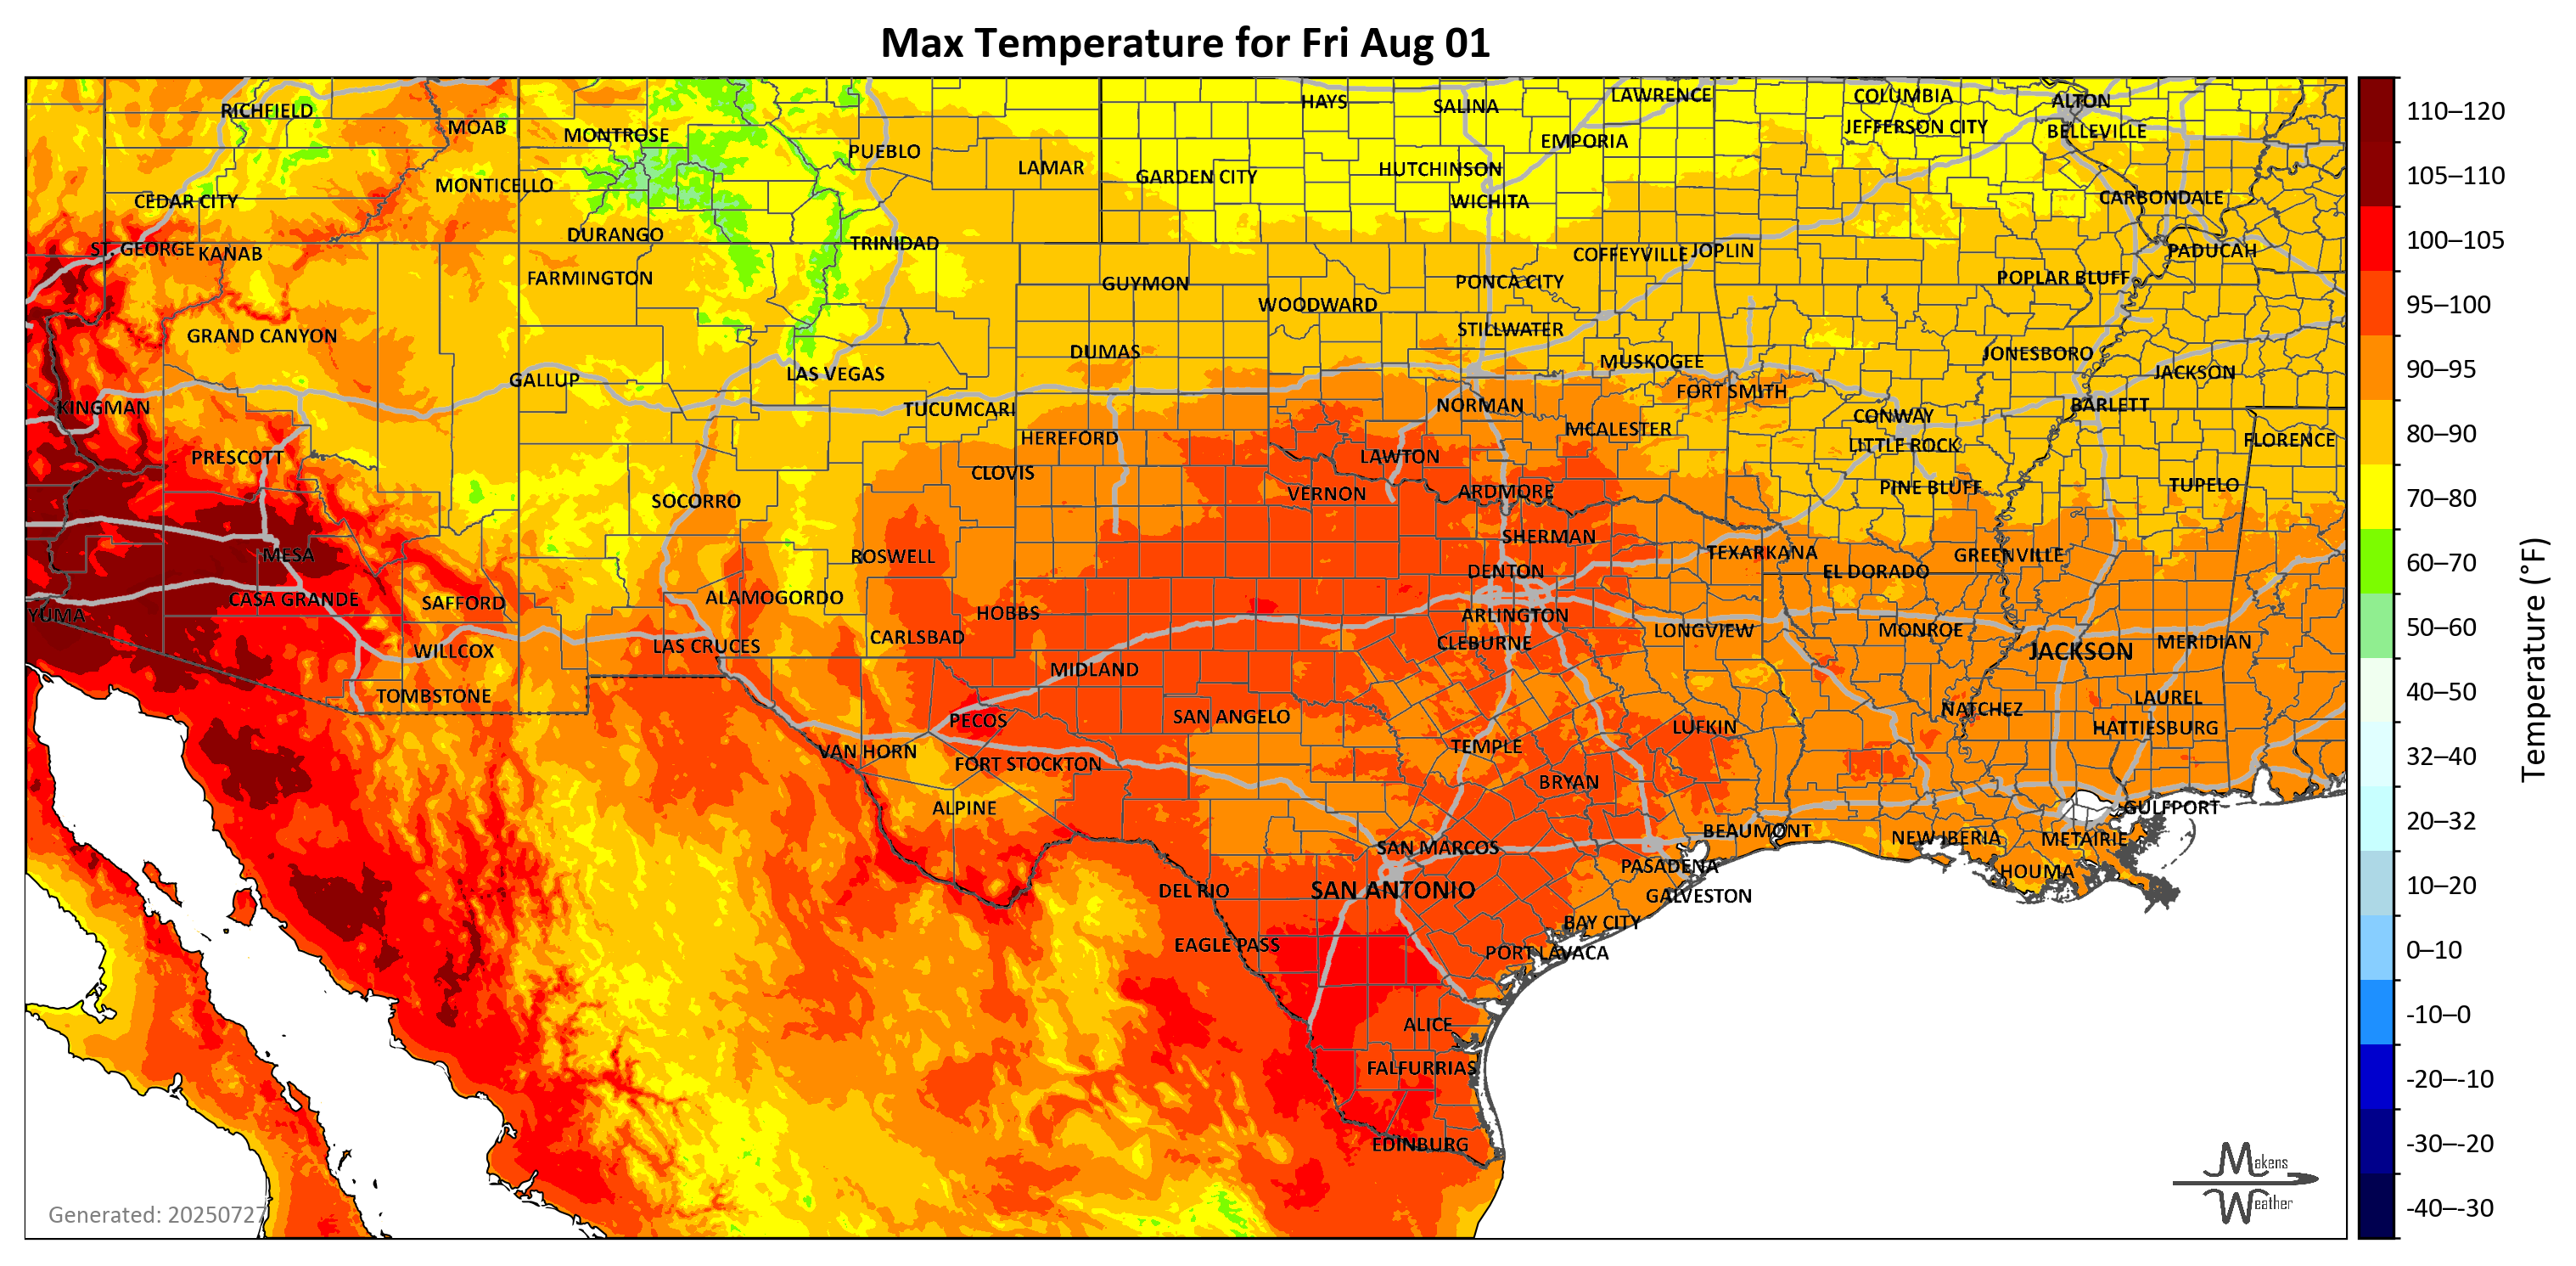 Max Temperature for Fri Aug 01
RICHFIELD
MOAB
MONTROSE
PUEBLO
LAMAR
HAYS
SALINA
LAWRENCE
COLUMBIA
ALTON
EMPORIA
JEFFERSON CITY
BELLEVILLE
MONTICELLO
GARDEN CITY
HUTCHINSON
CEDAR CITY
WICHITA
CARBONDALE
DURANGO
TRINIDAD
ST. GEORGE
KANAB
COFFEYVILLE
JOPLIN
PADUCAH
FARMINGTON
GUYMON
PONCA CITY
POPLAR BLUFF
WOODWARD
GRAND CANYON
STILLWATER
DUMAS
MUSKOGEE
JONESBORO
GALLUP
LAS VEGAS
FORT SMITH
JACKSON
KINGMAN
TUCUMCARI
NORMAN
CONWAY
BARLETT
HEREFORD
MCALESTER
LITTLE ROCK
FLORENCE
PRESCOTT
CLOVIS
LAWTON
SOCORRO
VERNON
ARDMORE
PINE BLUFF
TUPELO
MESA
ROSWELL
SHERMAN
TEXARKANA
GREENVILLE
DENTON
EL DORADO
CASA GRANDE
SAFFORD
ALAMOGORDO
YUMA
HOBBS
ARLINGTON
WILLCOX
LAS CRUCES
CARLSBAD
CLEBURNE
LONGVIEW
MONROE
JACKSON
MERIDIAN
MIDLAND
TOMBSTONE
PECOS
SAN ANGELO
LUFKIN
NATCHEZ
LAUREL
HATTIESBURG
VAN HORN
FORT STOCKTON
TEMPLE
BRYAN
ALPINE
GULFPORT
SAN MARCOS
BEAUMONT
NEW IBERIA
METAIRIE
PASADENA
HOUMA
DEL RIO
SAN ANTONIO
GALVESTON
BAY CITY
EAGLE PASS
PORT LAVACA
ALICE
FALFURRIAS
EDINBURG
Generated: 20250727
Makens
Weather
110–120
105–110
100–105
95–100
90–95
80–90
70–80
60–70
50–60
40–50
32–40
20–32
10–20
0–10
-10–0
-20–-10
-30–-20
-40–-30
Temperature (°F)